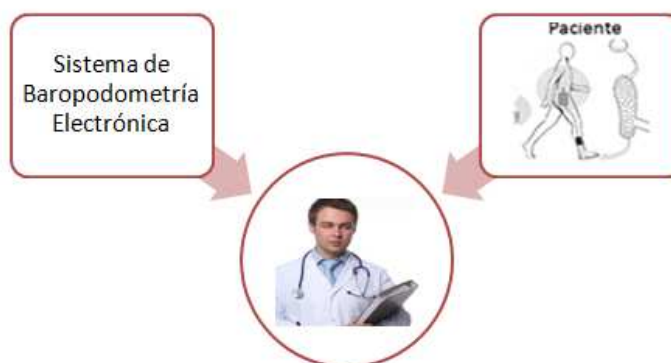 Sistema de
Baropodometría
Electrónica
Paciente